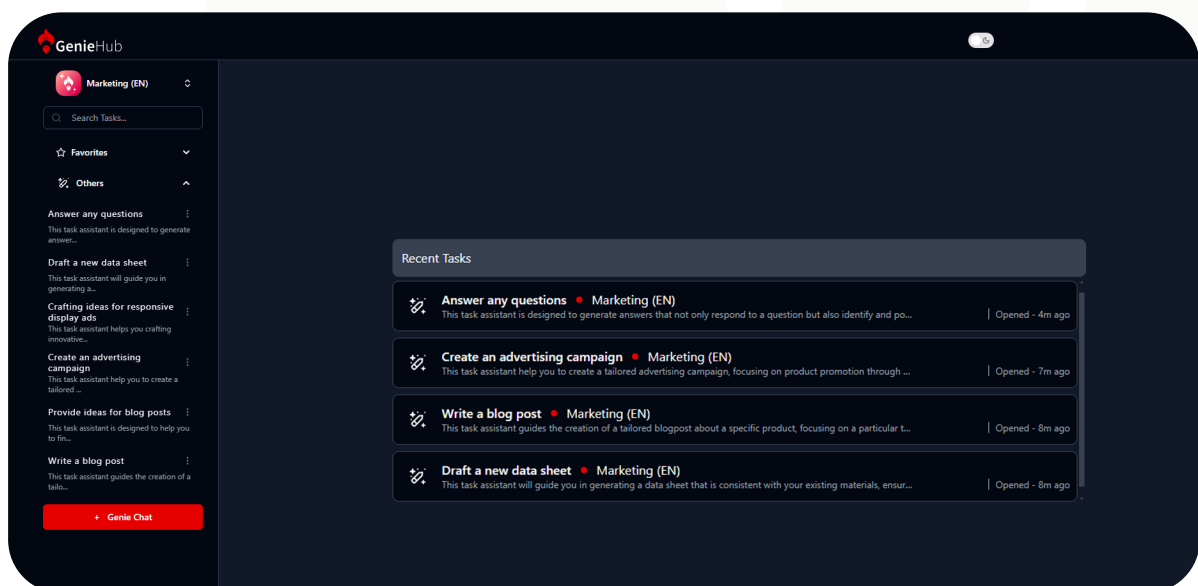 GenieHub
Marketing (EN)
Search Tasks...
Favorites
Others
Answer any questions
This task assistant is designed to generate
answer...
Draft a new data sheet
This task assistant will guide you in
generating a...
Crafting ideas for responsive
display ads
This task assistant helps you crafting
innovative...
Create an advertising
campaign
This task assistant help you to create a
tailored ...
Provide ideas for blog posts
This task assistant is designed to help you
to fin...
Write a blog post
This task assistant guides the creation of a
tailo...
+ Genie Chat
Recent Tasks
Answer any questions • Marketing (EN)
This task assistant is designed to generate answers that not only respond to a question but also identify and po...
| Opened - 4m ago
Create an advertising campaign • Marketing (EN)
This task assistant help you to create a tailored advertising campaign, focusing on product promotion through ...
| Opened - 7m ago
Write a blog post • Marketing (EN)
This task assistant guides the creation of a tailored blogpost about a specific product, focusing on a particular t...
| Opened - 8m ago
Draft a new data sheet • Marketing (EN)
This task assistant will guide you in generating a data sheet that is consistent with your existing materials, ensur...
| Opened - 8m ago